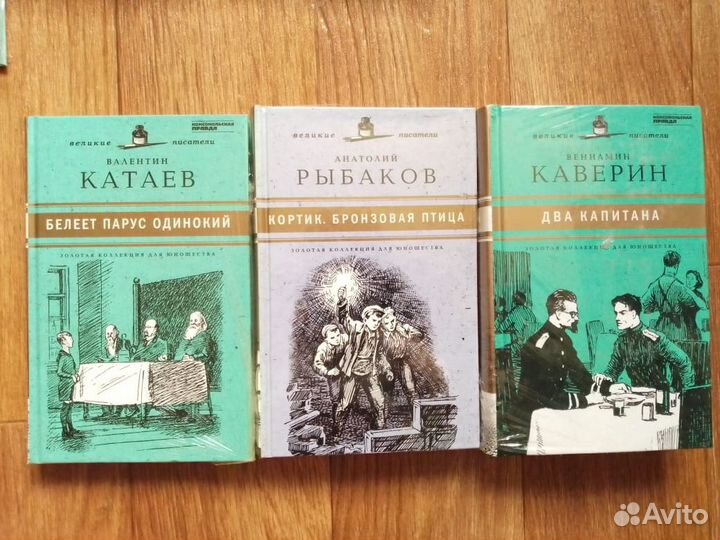 КОМСОМОЛЬСКАЯ
ПРАВДА
великие писатели
ВАЛЕНТИН
КАТАЕВ
БЕЛЕЕТ ПАРУС ОДИНОКИЙ
ЗОЛОТАЯ КОЛЛЕКЦИЯ ДЛЯ ЮНОШЕСТВА
великие писатели
АНАТОЛИЙ
РЫБАКОВ
КОРТИК. БРОНЗОВАЯ ПТИЦА
ЗОЛОТАЯ КОЛЛЕКЦИЯ ДЛЯ ЮНОШЕСТВА
КОМСОМОЛЬСКАЯ
ПРАВДА
великие писатели
ВЕНИАМИН
КАВЕРИН
ДВА КАПИТАНА
ЗОЛОТАЯ КОЛЛЕКЦИЯ ДЛЯ ЮНОШЕСТВА
Avito